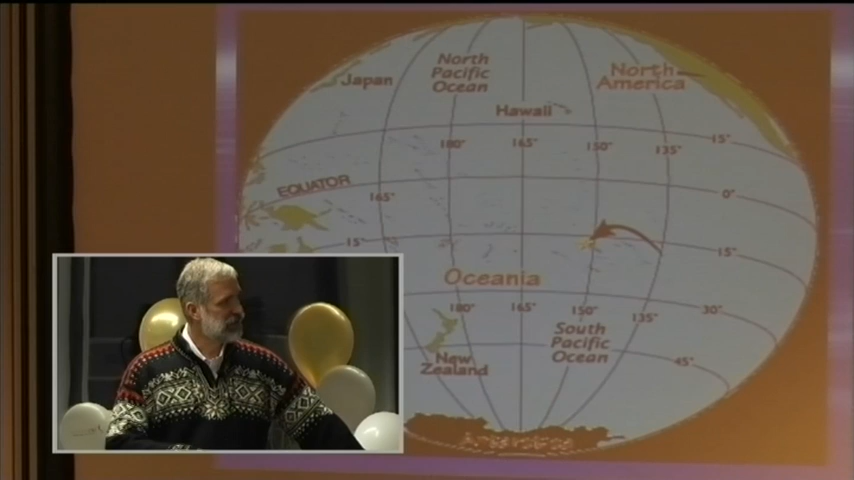 North
Pacific
Ocean
Japan
North
America
Hawaii
15°
180°
165°
150°
135°
EQUATOR
165°
0°
15°
15°
Oceania
180°
165°
150°
135°
30°
South
Pacific
Ocean
New
Zealand
45°
Antarctica